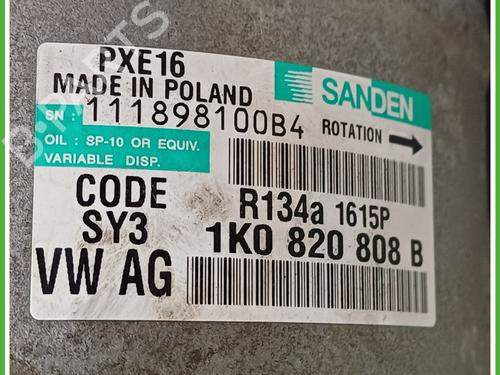 PXE16
MADE IN POLAND
SANDEN
SN: 111898100B4
ROTATION
OIL : SP-10 OR EQUIV.
VARIABLE DISP.
CODE
SY3
R134a 1615P
1K0 820 808 B
VW AG
B-PARTS